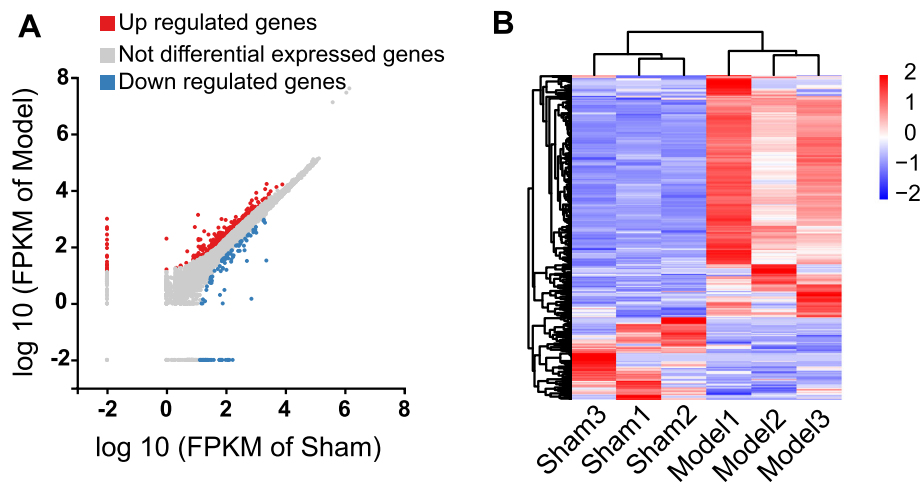 A
Up regulated genes
Not differential expressed genes
Down regulated genes
8
6
4
2
0
-2
-2 0 2 4 6 8
log 10 (FPKM of Model)
log 10 (FPKM of Sham)
B
2
1
0
−1
−2
Sham3 Sham1 Sham2 Model1 Model2 Model3